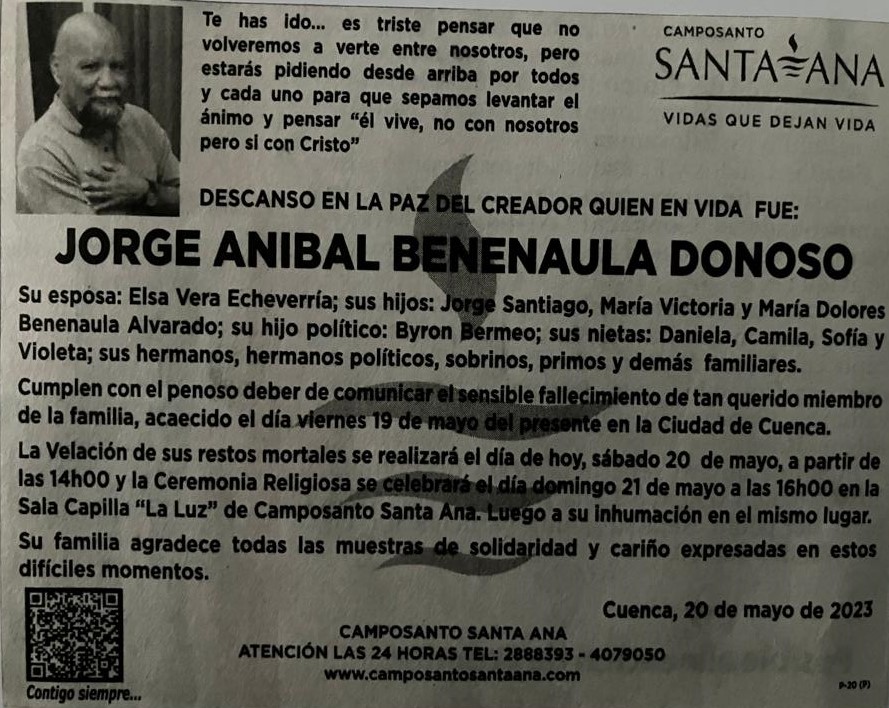 Te has ido... es triste pensar que no
volveremos a verte entre nosotros, pero
estarás pidiendo desde arriba por todos
y cada uno para que sepamos levantar el
ánimo y pensar “él vive, no con nosotros
pero si con Cristo”
CAMPOSANTO
SANTA ANA
VIDAS QUE DEJAN VIDA
DESCANSO EN LA PAZ DEL CREADOR QUIEN EN VIDA FUE:
JORGE ANIBAL BENENAULA DONOSO
Su esposa: Elsa Vera Echeverría; sus hijos: Jorge Santiago, María Victoria y María Dolores
Benenaula Alvarado; su hijo político: Byron Bermeo; sus nietas: Daniela, Camila, Sofía y
Violeta; sus hermanos, hermanos políticos, sobrinos, primos y demás familiares.
Cumplen con el penoso deber de comunicar el sensible fallecimiento de tan querido miembro
de la familia, acaecido el día viernes 19 de mayo del presente en la Ciudad de Cuenca.
La Velación de sus restos mortales se realizará el día de hoy, sábado 20 de mayo, a partir de
las 14h00 y la Ceremonia Religiosa se celebrará el día domingo 21 de mayo a las 16h00 en la
Sala Capilla “La Luz” de Camposanto Santa Ana. Luego a su inhumación en el mismo lugar.
Su familia agradece todas las muestras de solidaridad y cariño expresadas en estos
difíciles momentos.
Cuenca, 20 de mayo de 2023
CAMPOSANTO SANTA ANA
ATENCIÓN LAS 24 HORAS TEL: 2888393 - 4079050
www.camposantosantaana.com
Contigo siempre...
P-20 (P)